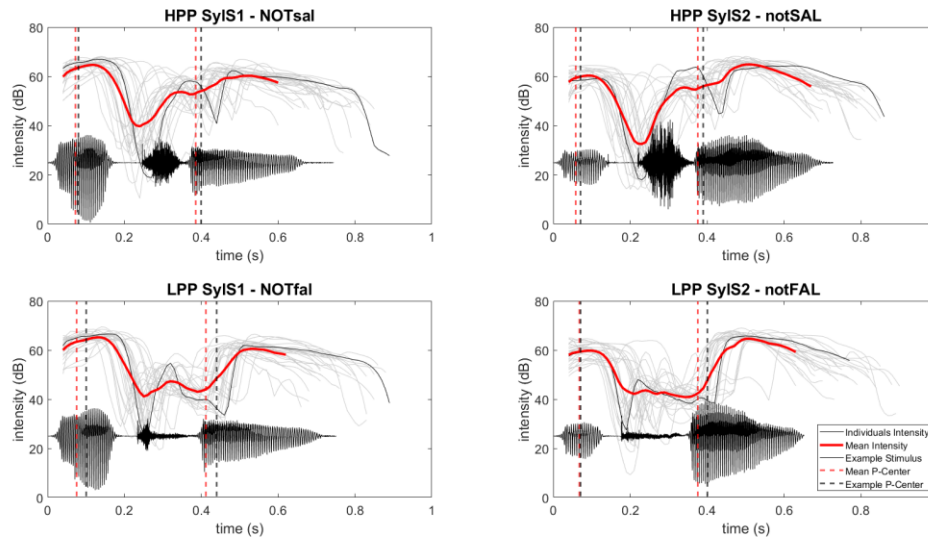 HPP SylS1 - NOTsal
80
60
40
20
0
intensity (dB)
0 0.2 0.4 0.6 0.8 1
time (s)
HPP SylS2 - notSAL
80
60
40
20
0
intensity (dB)
0 0.2 0.4 0.6 0.8
time (s)
LPP SylS1 - NOTfal
80
60
40
20
0
intensity (dB)
0 0.2 0.4 0.6 0.8 1
time (s)
LPP SylS2 - notFAL
80
60
40
20
0
intensity (dB)
0 0.2 0.4 0.6 0.8
time (s)
Individuals Intensity
Mean Intensity
Example Stimulus
Mean P-Center
Example P-Center